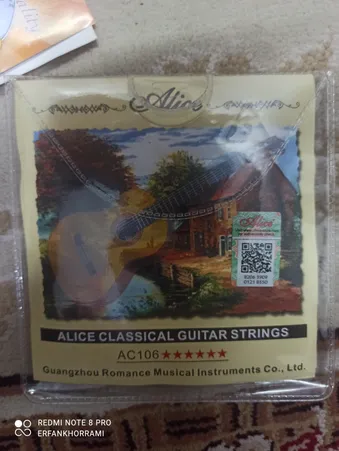 Alice
Alice
ALICE CLASSICAL GUITAR STRINGS
AC106★★★★★★
Guangzhou Romance Musical Instruments Co., Ltd.
REDMI NOTE 8 PRO
ERFANKHORRAMI